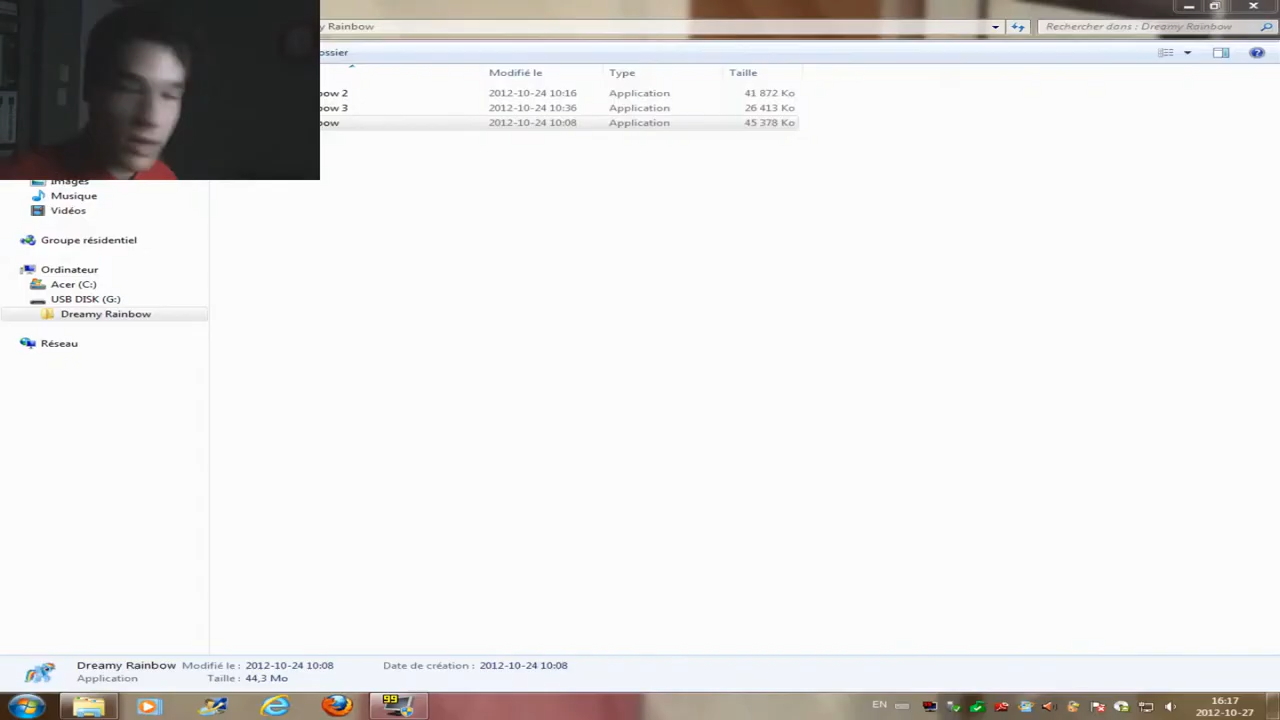 y Rainbow
Rechercher dans : Dreamy Rainbow
ossier
Modifié le Type Taille
ow 2 2012-10-24 10:16 Application 41 872 Ko
ow 3 2012-10-24 10:36 Application 26 413 Ko
ow 2012-10-24 10:08 Application 45 378 Ko
Images
Musique
Vidéos
Groupe résidentiel
Ordinateur
Acer (C:)
USB DISK (G:)
Dreamy Rainbow
Réseau
Dreamy Rainbow Modifié le : 2012-10-24 10:08 Date de création : 2012-10-24 10:08
Application Taille : 44,3 Mo
99
EN
16:17
2012-10-27